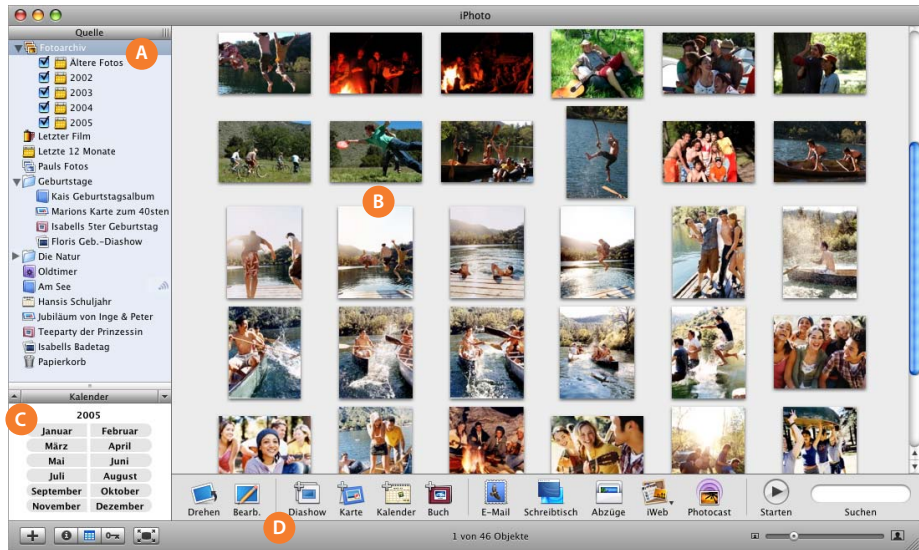 iPhoto
Quelle
Fotoarchiv
A
Ältere Fotos
2002
2003
2004
2005
Letzter Film
Letzte 12 Monate
Pauls Fotos
Geburtstage
Kais Geburtstagsalbum
Marions Karte zum 40sten
Isabells 5ter Geburtstag
Floris Geb.-Diashow
Die Natur
Oldtimer
Am See
Hansis Schuljahr
Jubiläum von Inge & Peter
Teeparty der Prinzessin
Isabells Badetag
Papierkorb
B
Kalender
C
2005
Januar Februar
März April
Mai Juni
Juli August
September Oktober
November Dezember
Drehen Bearb. Diashow Karte Kalender Buch E-Mail Schreibtisch Abzüge iWeb Photocast Starten Suchen
D
1 von 46 Objekte